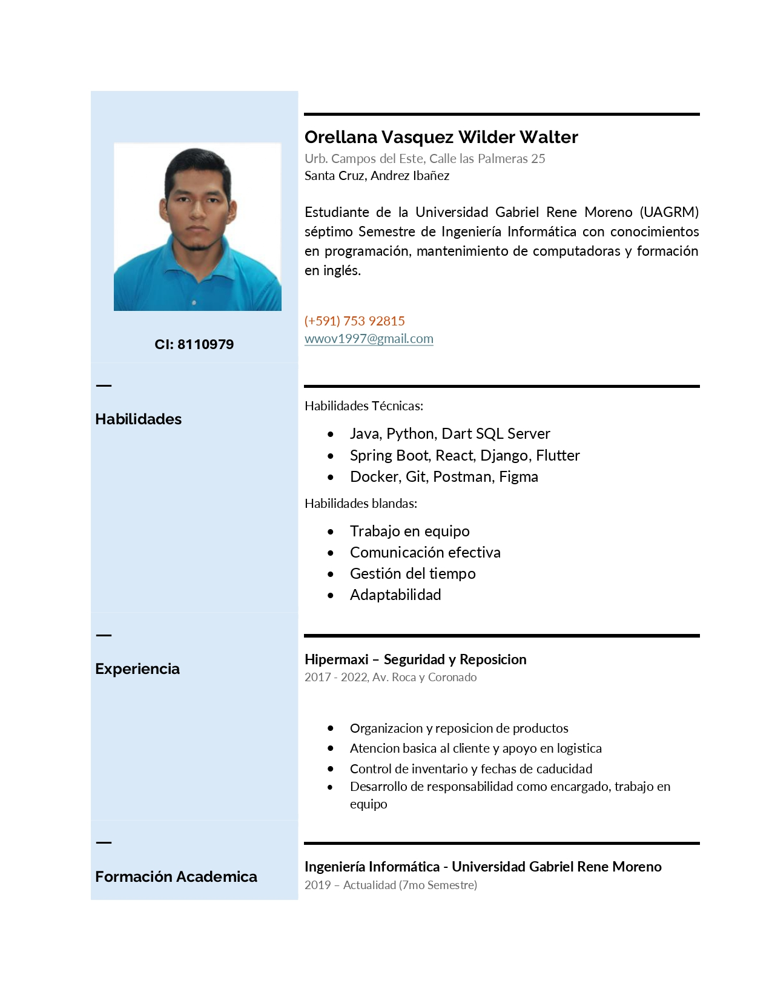 Orellana Vasquez Wilder Walter
Urb. Campos del Este, Calle las Palmeras 25
Santa Cruz, Andrez Ibañez
Estudiante de la Universidad Gabriel Rene Moreno (UAGRM)
séptimo Semestre de Ingeniería Informática con conocimientos
en programación, mantenimiento de computadoras y formación
en inglés.
(+591) 753 92815
wwov1997@gmail.com
CI: 8110979
—
Habilidades
Habilidades Técnicas:
• Java, Python, Dart SQL Server
• Spring Boot, React, Django, Flutter
• Docker, Git, Postman, Figma
Habilidades blandas:
• Trabajo en equipo
• Comunicación efectiva
• Gestión del tiempo
• Adaptabilidad
—
Experiencia
Hipermaxi – Seguridad y Reposicion
2017 - 2022, Av. Roca y Coronado
• Organizacion y reposicion de productos
• Atencion basica al cliente y apoyo en logistica
• Control de inventario y fechas de caducidad
• Desarrollo de responsabilidad como encargado, trabajo en
equipo
—
Formación Academica
Ingeniería Informática - Universidad Gabriel Rene Moreno
2019 – Actualidad (7mo Semestre)